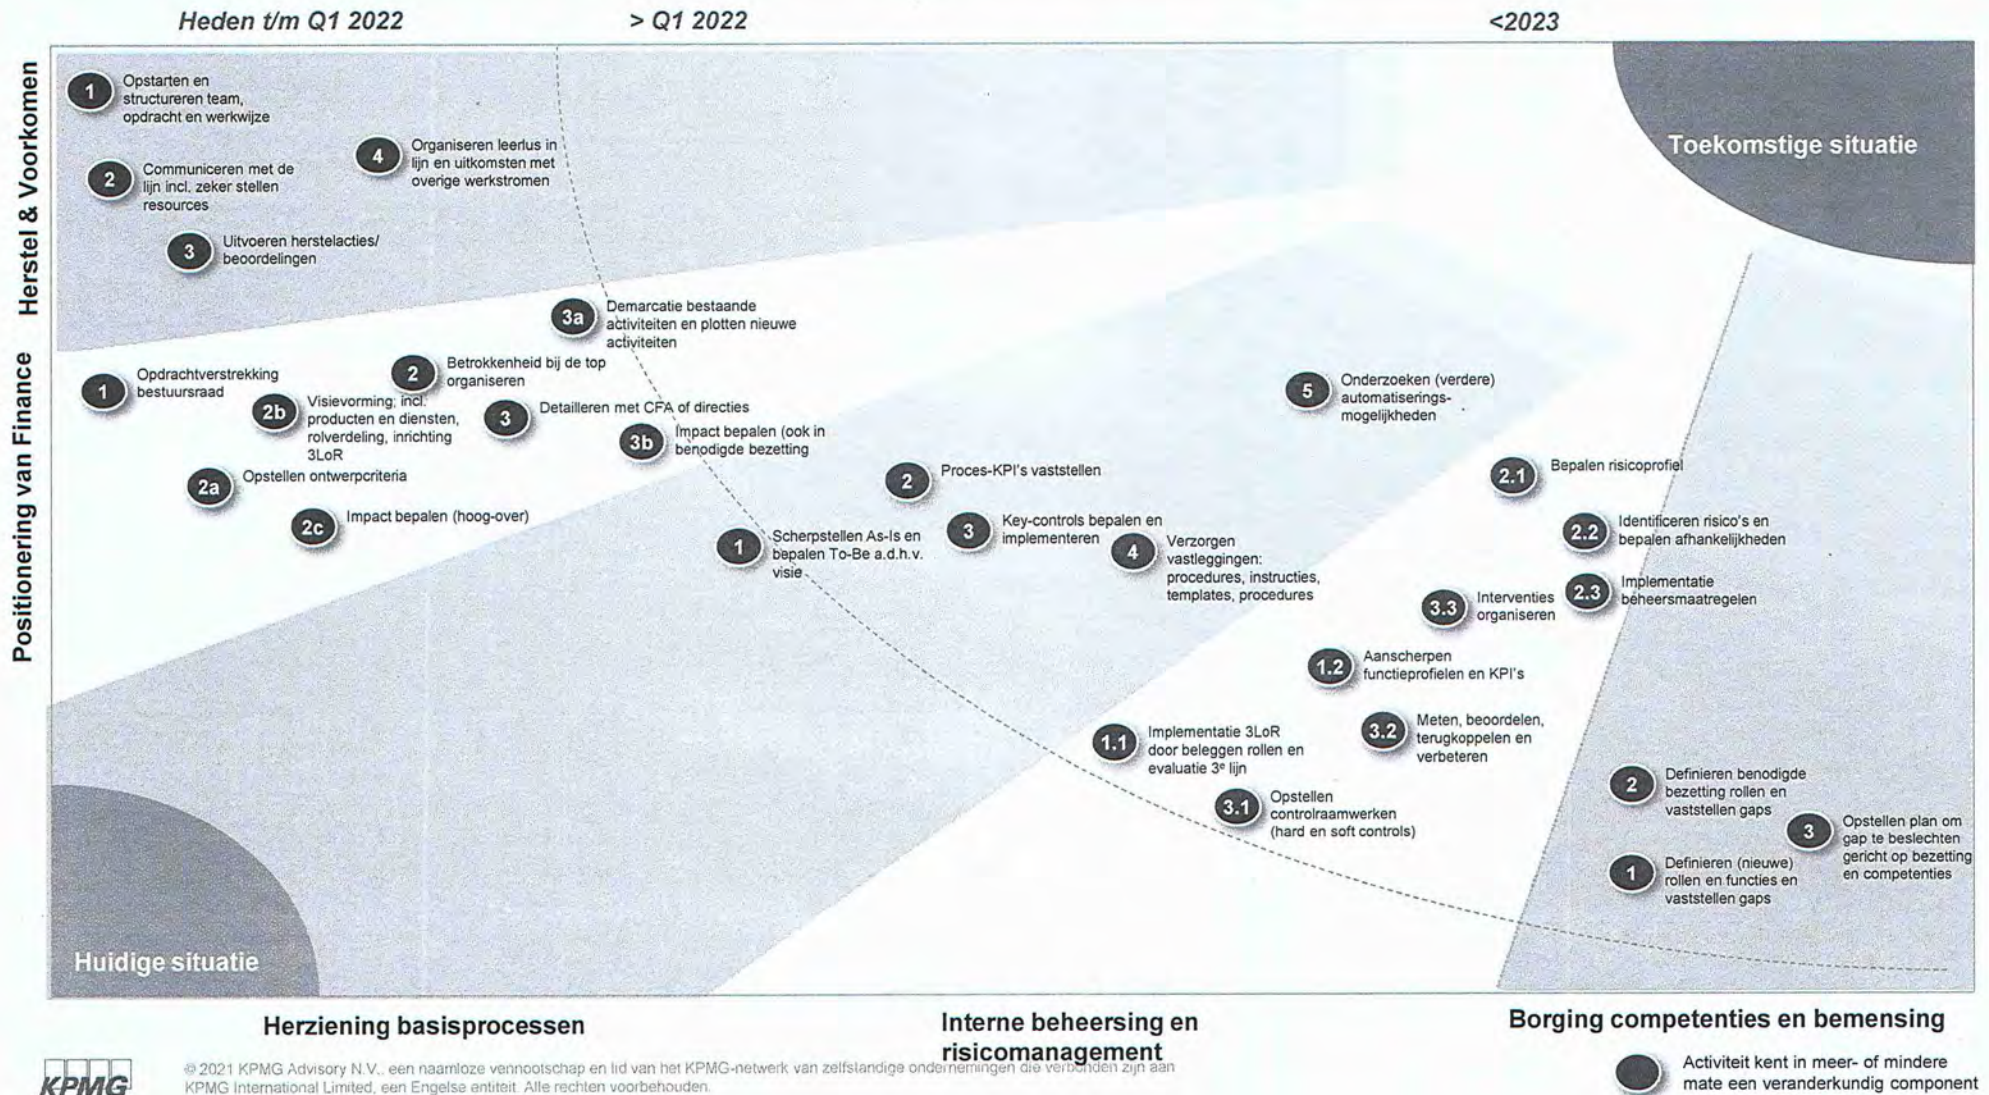 Heden t/m Q1 2022
> Q1 2022
<2023
Herstel & Voorkomen
Positionering van Finance
1
Opstarten en
structureren team,
opdracht en werkwijze
2
Communiceren met de
lijn incl. zeker stellen
resources
3
Uitvoeren herstelacties/
beoordelingen
4
Organiseren leerlus in
lijn en uitkomsten met
overige werkstromen
Toekomstige situatie
1
Opdrachtverstrekking
bestuursraad
2a
Opstellen ontwerpcriteria
2b
Visievorming; incl.
producten en diensten,
rolverdeling, inrichting
3LoR
2c
Impact bepalen (hoog-over)
2
Betrokkenheid bij de top
organiseren
3
Detailleren met CFA of directies
3a
Demarcatie bestaande
activiteiten en plotten nieuwe
activiteiten
3b
Impact bepalen (ook in
benodigde bezetting
1
Scherpstellen As-Is en
bepalen To-Be a.d.h.v.
visie
2
Proces-KPI's vaststellen
3
Key-controls bepalen en
implementeren
4
Verzorgen
vastleggingen:
procedures, instructies,
templates, procedures
5
Onderzoeken (verdere)
automatiserings-
mogelijkheden
1.1
Implementatie 3LoR
door beleggen rollen en
evaluatie 3e lijn
1.2
Aanscherpen
functieprofielen en KPI's
2.1
Bepalen risicoprofiel
2.2
Identificeren risico's en
bepalen afhankelijkheden
2.3
Implementatie
beheersmaatregelen
3.1
Opstellen
controlraamwerken
(hard en soft controls)
3.2
Meten, beoordelen,
terugkoppelen en
verbeteren
3.3
Interventies
organiseren
1
Definieren (nieuwe)
rollen en functies en
vaststellen gaps
2
Definieren benodigde
bezetting rollen en
vaststellen gaps
3
Opstellen plan om
gap te beslechten
gericht op bezetting
en competenties
Huidige situatie
Herziening basisprocessen
Interne beheersing en
risicomanagement
Borging competenties en bemensing
Activiteit kent in meer- of mindere
mate een veranderkundig component
KPMG
© 2021 KPMG Advisory N.V., een naamloze vennootschap en lid van het KPMG-netwerk van zelfstandige ondernemingen die verbonden zijn aan
KPMG International Limited, een Engelse entiteit. Alle rechten voorbehouden.